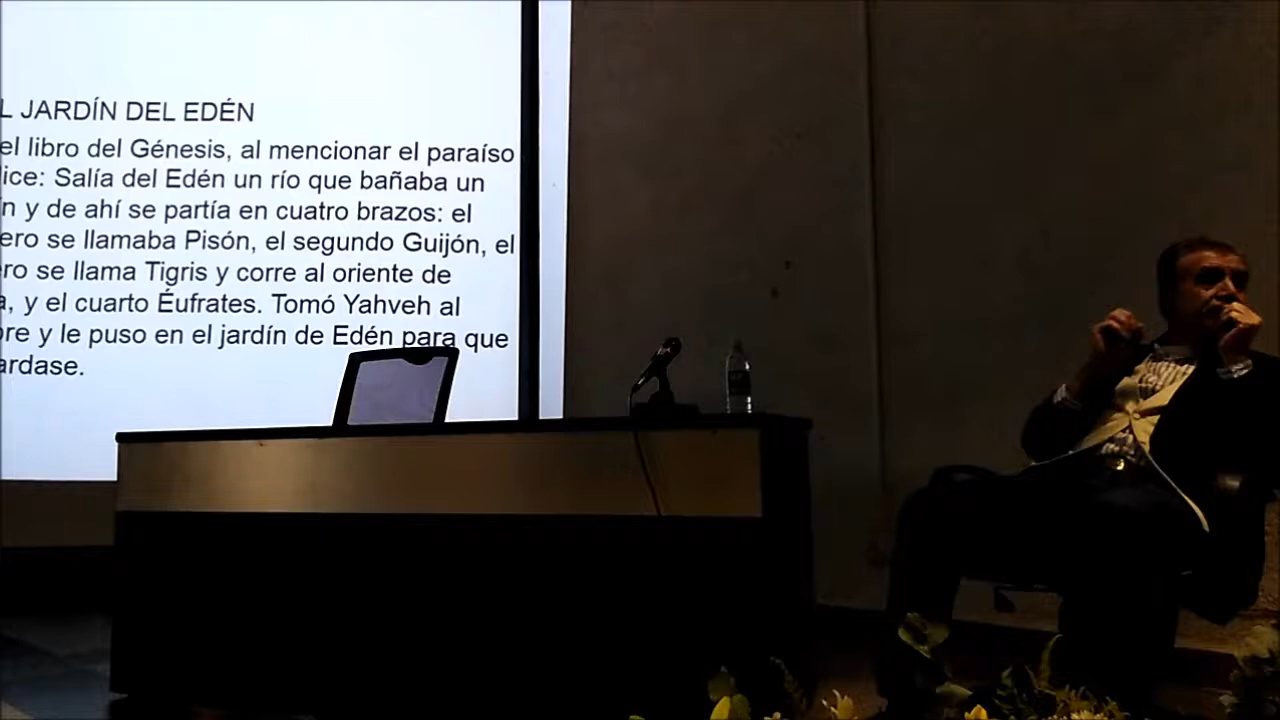 L JARDÍN DEL EDÉN
el libro del Génesis, al mencionar el paraíso
ice: Salía del Edén un río que bañaba un
n y de ahí se partía en cuatro brazos: el
ero se llamaba Pisón, el segundo Guijón, el
ro se llama Tigris y corre al oriente de
a, y el cuarto Éufrates. Tomó Yahveh al
bre y le puso en el jardín de Edén para que
ardase.